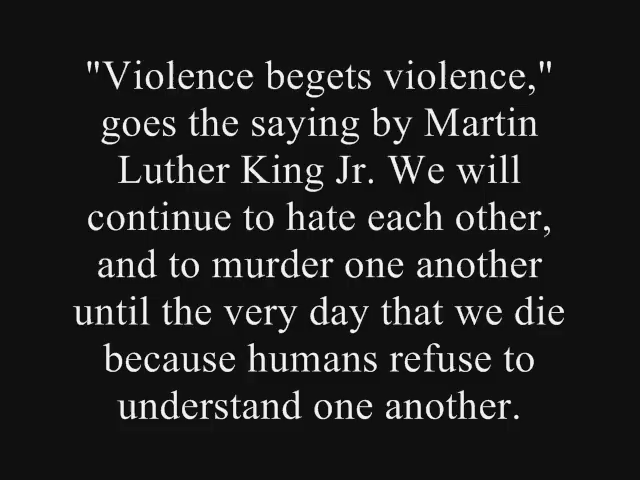 "Violence begets violence,"
goes the saying by Martin
Luther King Jr. We will
continue to hate each other,
and to murder one another
until the very day that we die
because humans refuse to
understand one another.